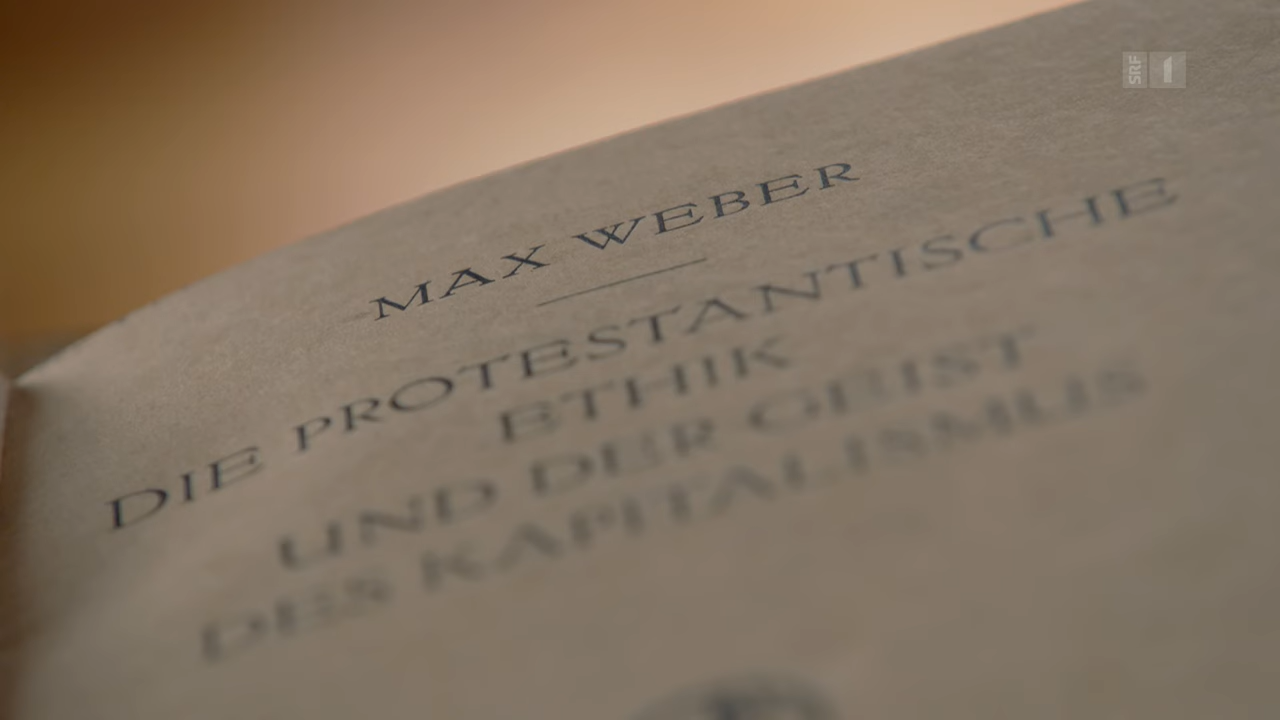 SRF 1
MAX WEBER
DIE PROTESTANTISCHE
ETHIK
UND DER GEIST
DES KAPITALISMUS